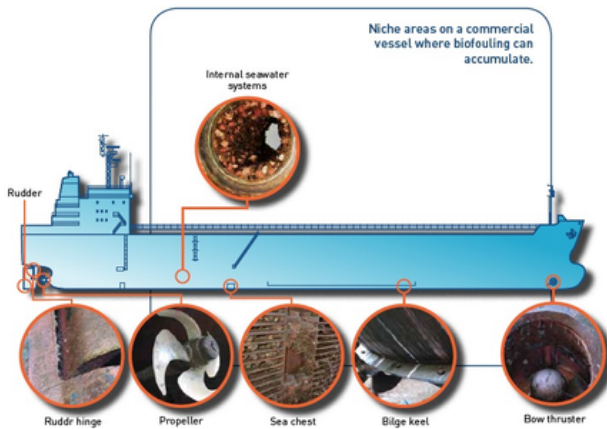 Niche areas on a commercial
vessel where biofouling can
accumulate.
Internal seawater
systems
Rudder
Ruddr hinge
Propeller
Sea chest
Bilge keel
Bow thruster